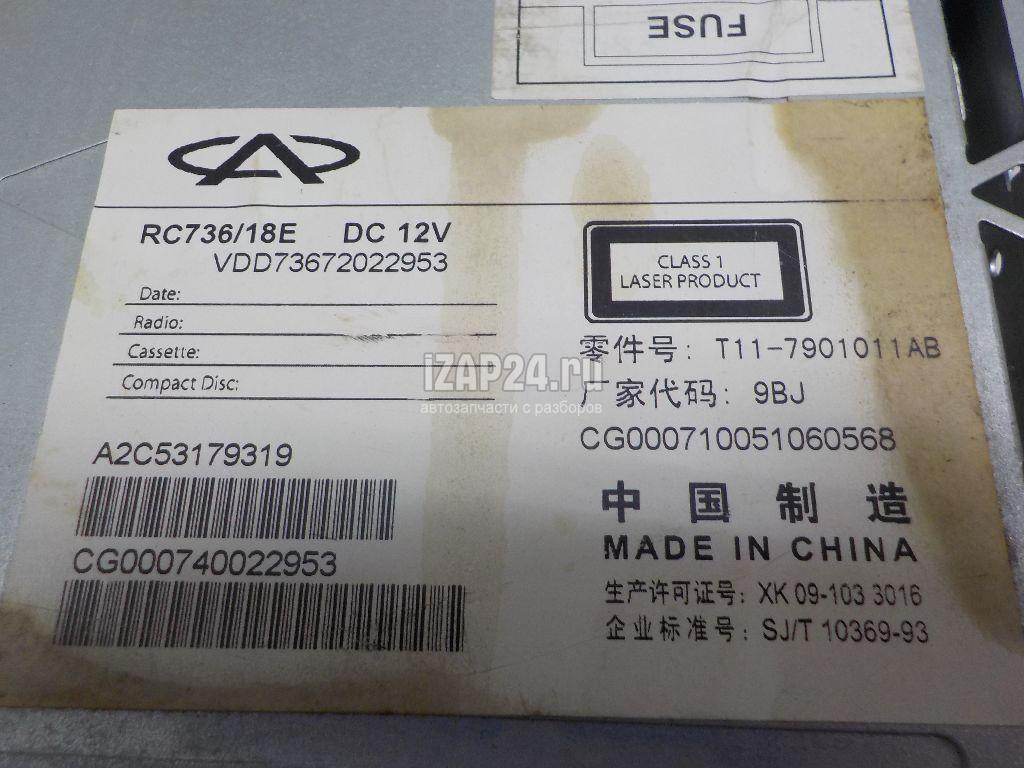 FUSE
RC736/18E DC 12V
VDD73672022953
Date:
Radio:
Cassette:
Compact Disc:
A2C53179319
CG000740022953
CLASS 1
LASER PRODUCT
零件号: T11-7901011AB
厂家代码: 9BJ
CG000710051060568
中国制造
MADE IN CHINA
生产许可证号: XK 09-103 3016
企业标准号: SJ/T 10369-93
iZAP24.ru
автозапчасти с разборов